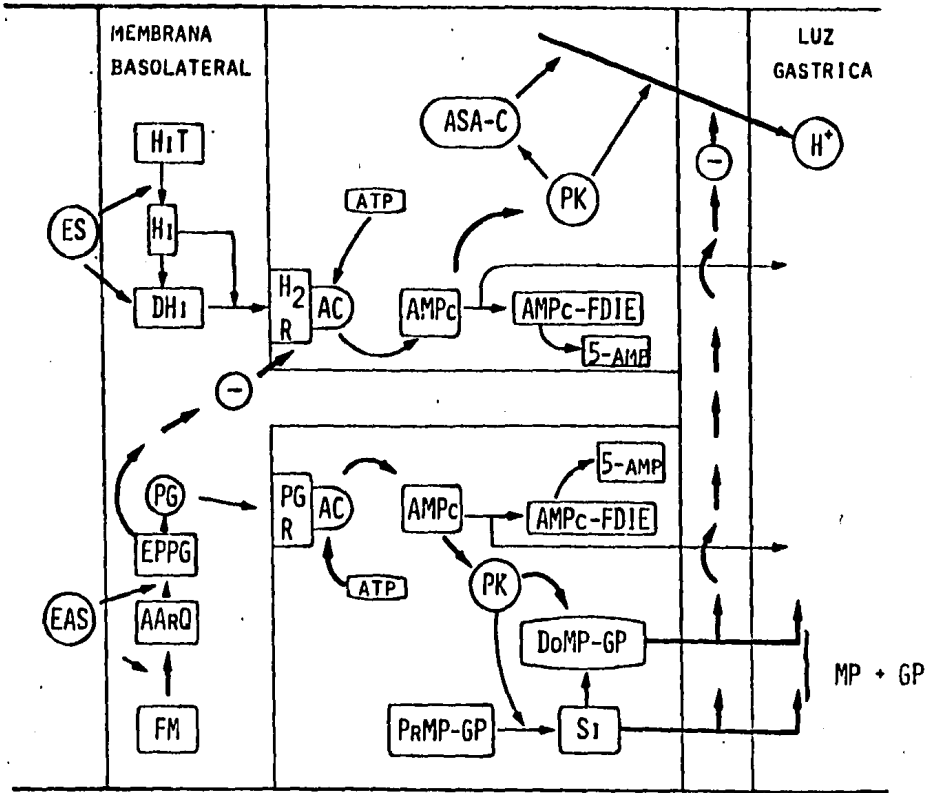 MEMBRANA
BASOLATERAL
LUZ
GASTRICA
HIT
ES
HI
DHI
H2
R
AC
ATP
AMPc
AMPc-FDIE
5-AMP
ASA-C
PK
H+
−
−
PG
EPPG
EAS
AARQ
FM
PG
R
AC
ATP
AMPc
AMPc-FDIE
5-AMP
PK
DOMP-GP
PRMP-GP
SI
MP + GP